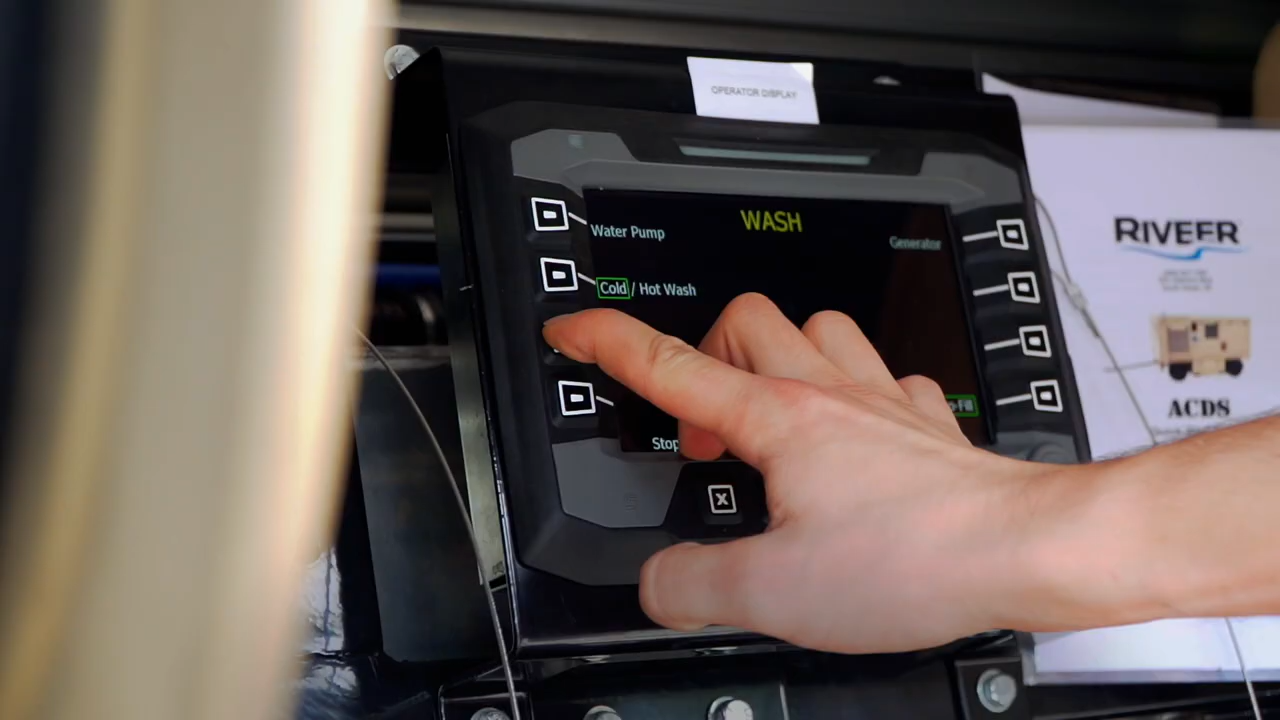 OPERATOR DISPLAY
WASH
Water Pump
Generator
Cold / Hot Wash
Stop
X
RIVEER
ACDS